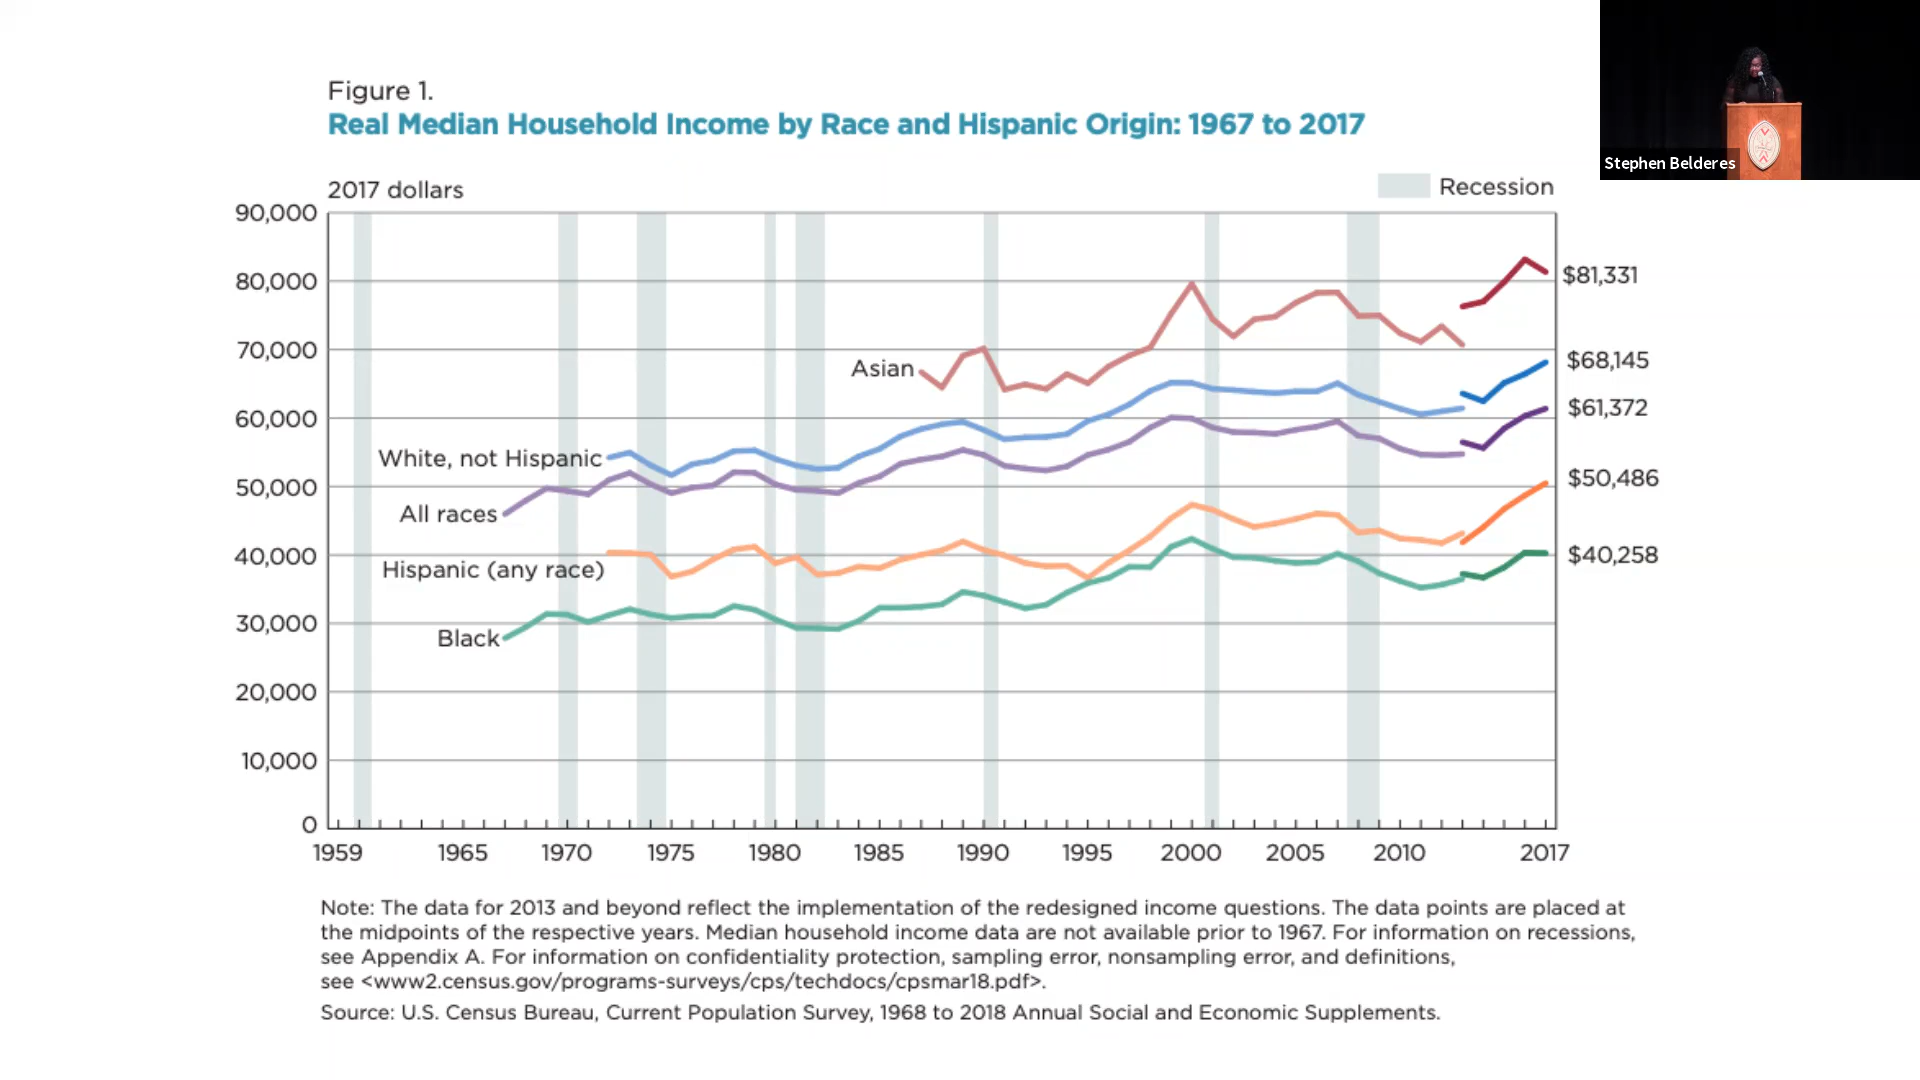 Figure 1.
Real Median Household Income by Race and Hispanic Origin: 1967 to 2017
Stephen Belderes
2017 dollars
Recession
90,000
80,000
70,000
60,000
50,000
40,000
30,000
20,000
10,000
0
Asian
White, not Hispanic
All races
Hispanic (any race)
Black
$81,331
$68,145
$61,372
$50,486
$40,258
1959 1965 1970 1975 1980 1985 1990 1995 2000 2005 2010 2017
Note: The data for 2013 and beyond reflect the implementation of the redesigned income questions. The data points are placed at
the midpoints of the respective years. Median household income data are not available prior to 1967. For information on recessions,
see Appendix A. For information on confidentiality protection, sampling error, nonsampling error, and definitions,
see <www2.census.gov/programs-surveys/cps/techdocs/cpsmar18.pdf>.
Source: U.S. Census Bureau, Current Population Survey, 1968 to 2018 Annual Social and Economic Supplements.